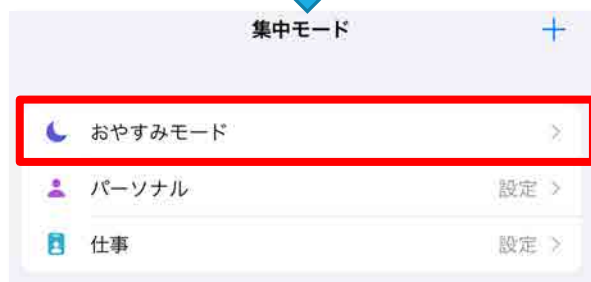 集中モード
おやすみモード
パーソナル 設定
仕事 設定